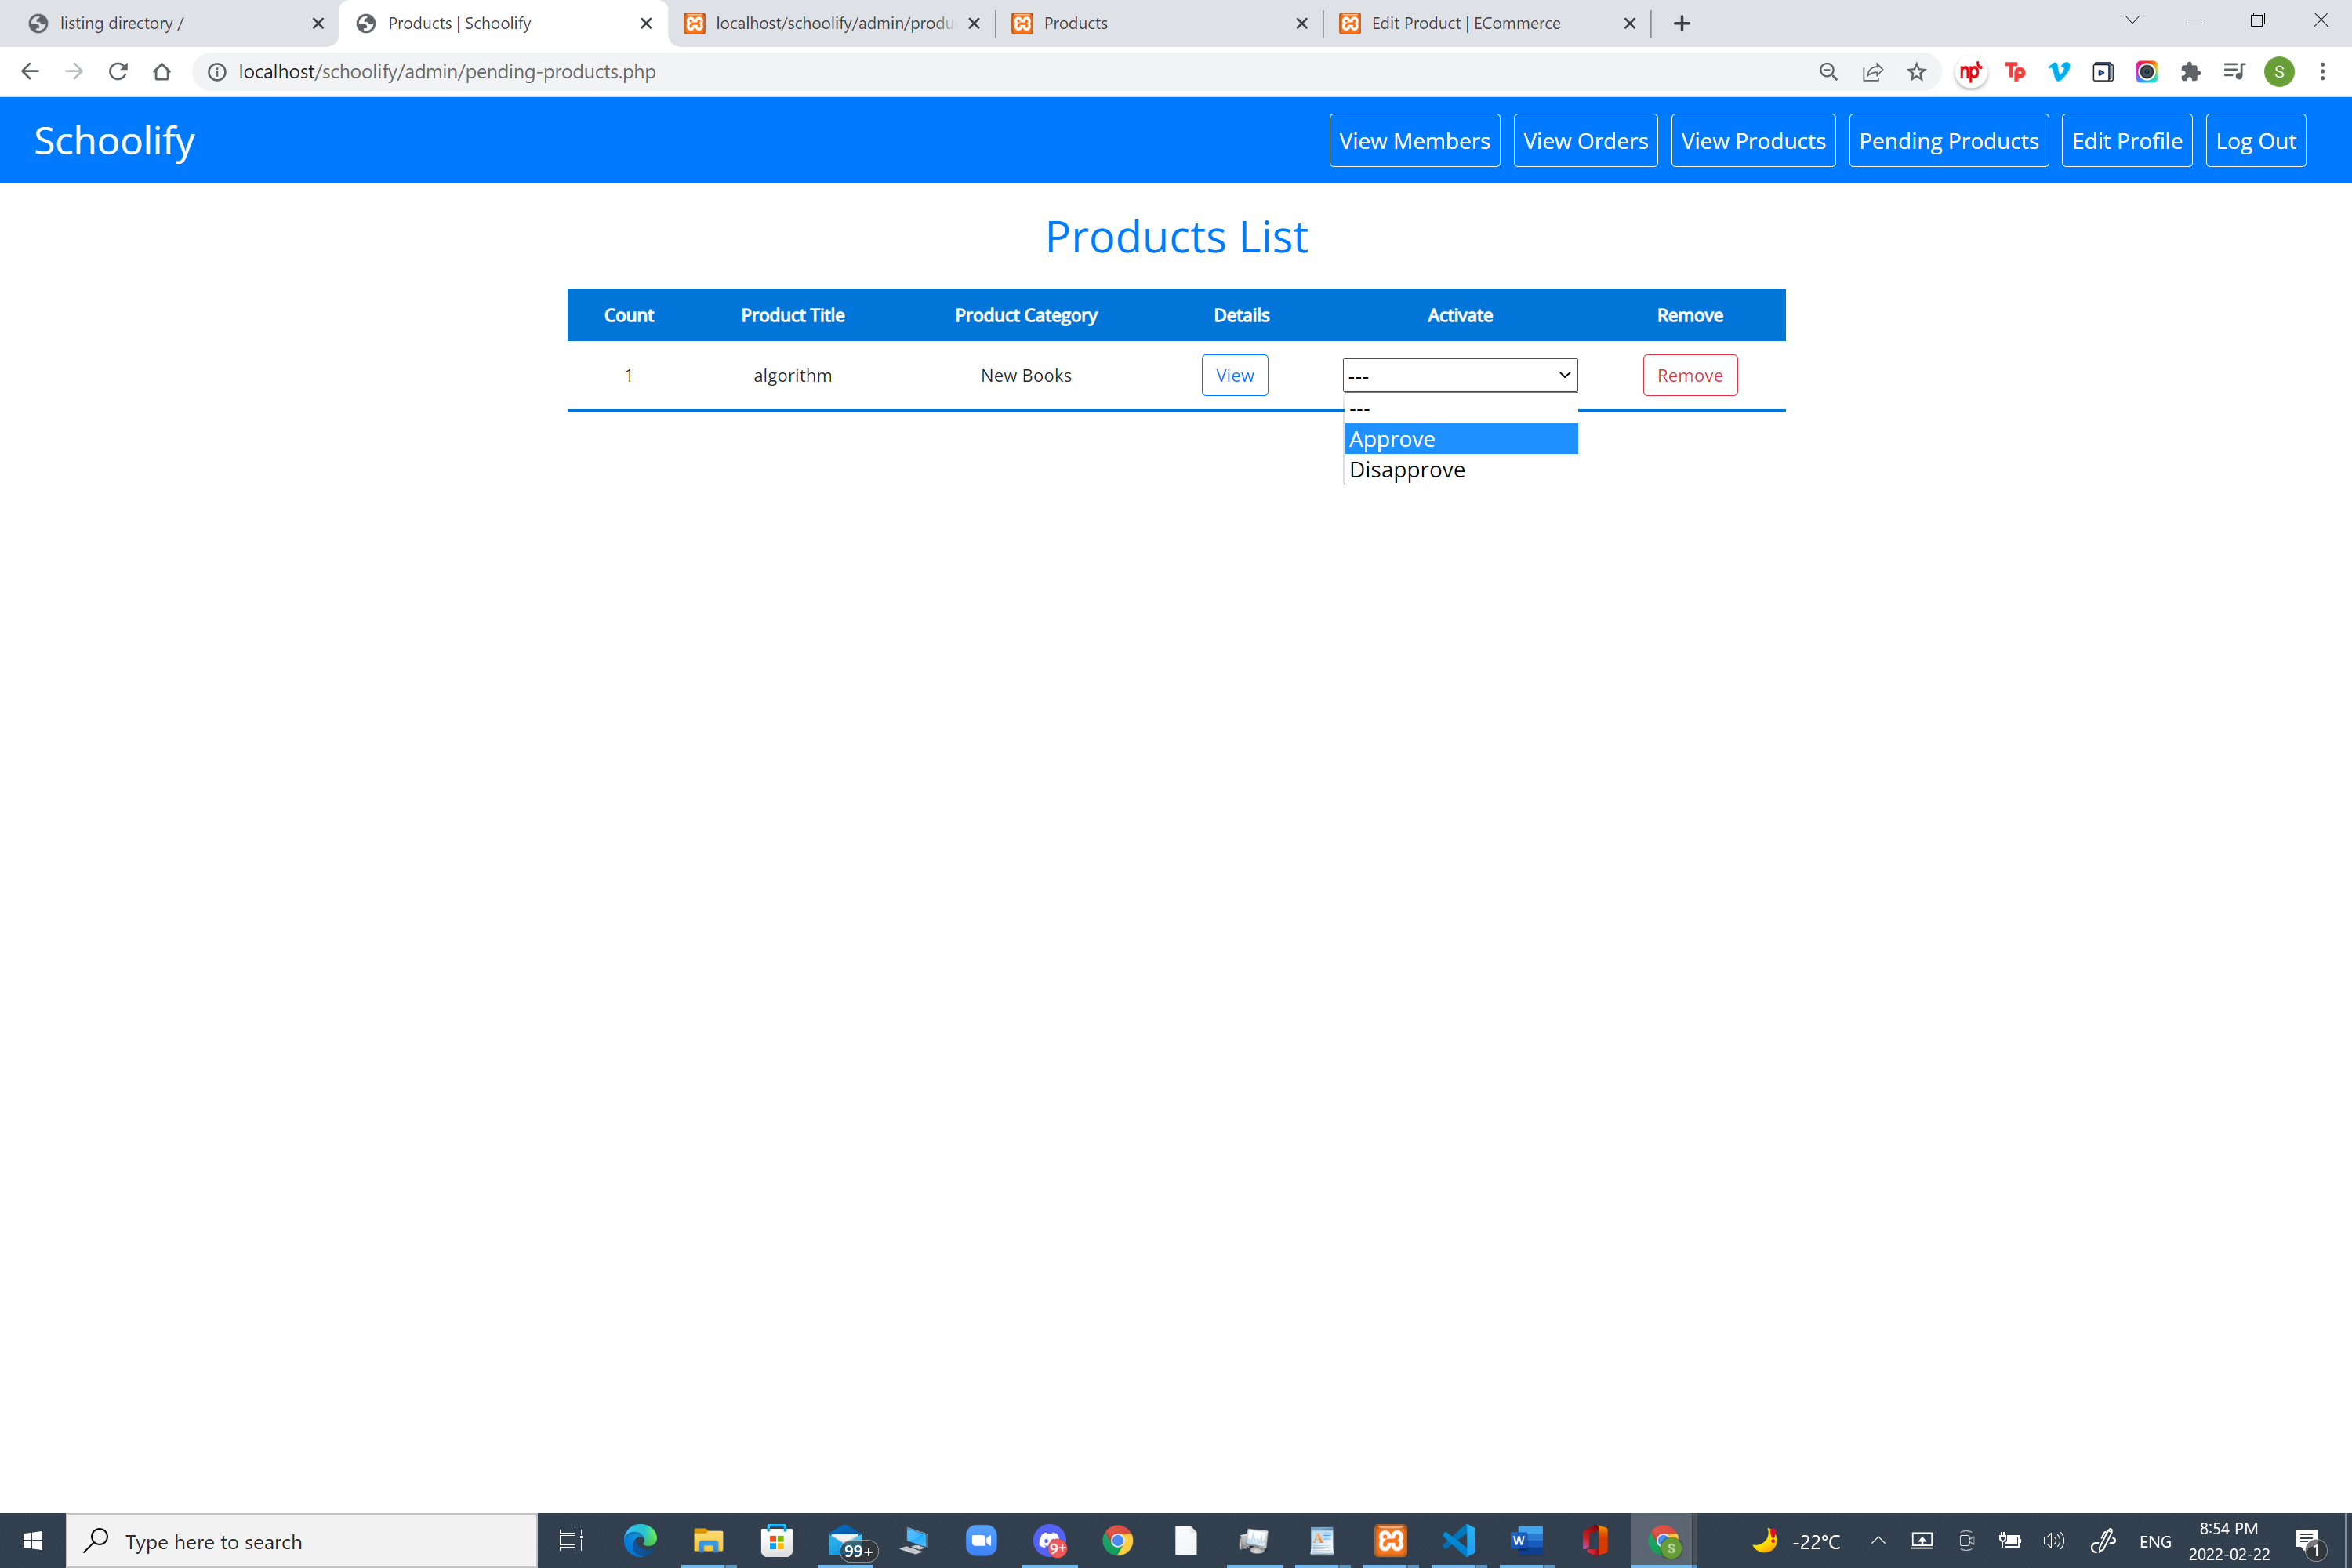 listing directory /
Products | Schoolify
localhost/schoolify/admin/produ
Products
Edit Product | ECommerce
localhost/schoolify/admin/pending-products.php
np
Tp
S
Schoolify
View Members
View Orders
View Products
Pending Products
Edit Profile
Log Out
Products List
Count Product Title Product Category Details Activate Remove
1 algorithm New Books View --- Remove
---
Approve
Disapprove
Type here to search
99+
9+
W
S
-22°C
ENG
8:54 PM
2022-02-22
1